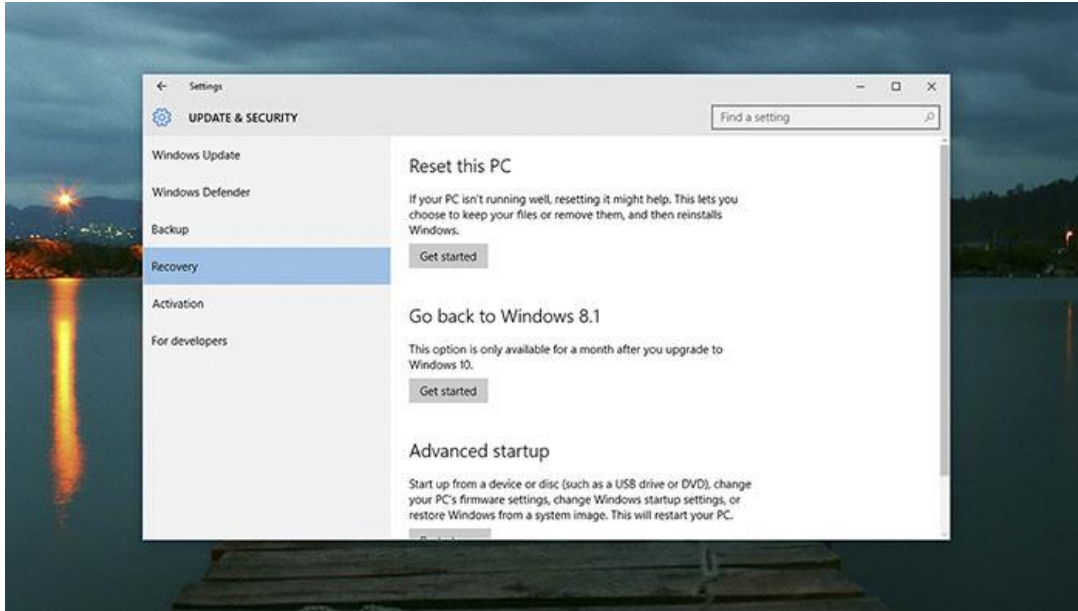 Settings
UPDATE & SECURITY
Find a setting
Windows Update
Windows Defender
Backup
Recovery
Activation
For developers
Reset this PC
If your PC isn't running well, resetting it might help. This lets you
choose to keep your files or remove them, and then reinstalls
Windows.
Get started
Go back to Windows 8.1
This option is only available for a month after you upgrade to
Windows 10.
Get started
Advanced startup
Start up from a device or disc (such as a USB drive or DVD), change
your PC's firmware settings, change Windows startup settings, or
restore Windows from a system image. This will restart your PC.